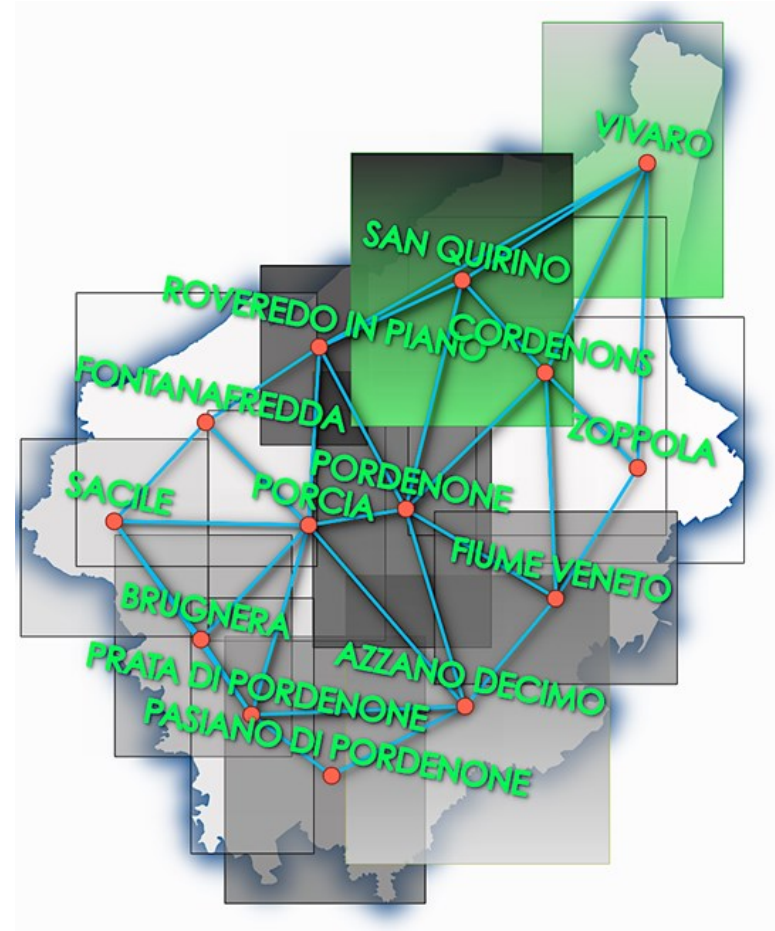 VIVARO
SAN QUIRINO
ROVEREDO IN PIANO
CORDENONS
FONTANAFREDDA
ZOPPOLA
PORDENONE
SACILE
PORCIA
FIUME VENETO
BRUGNERA
AZZANO DECIMO
PRATA DI PORDENONE
PASIANO DI PORDENONE